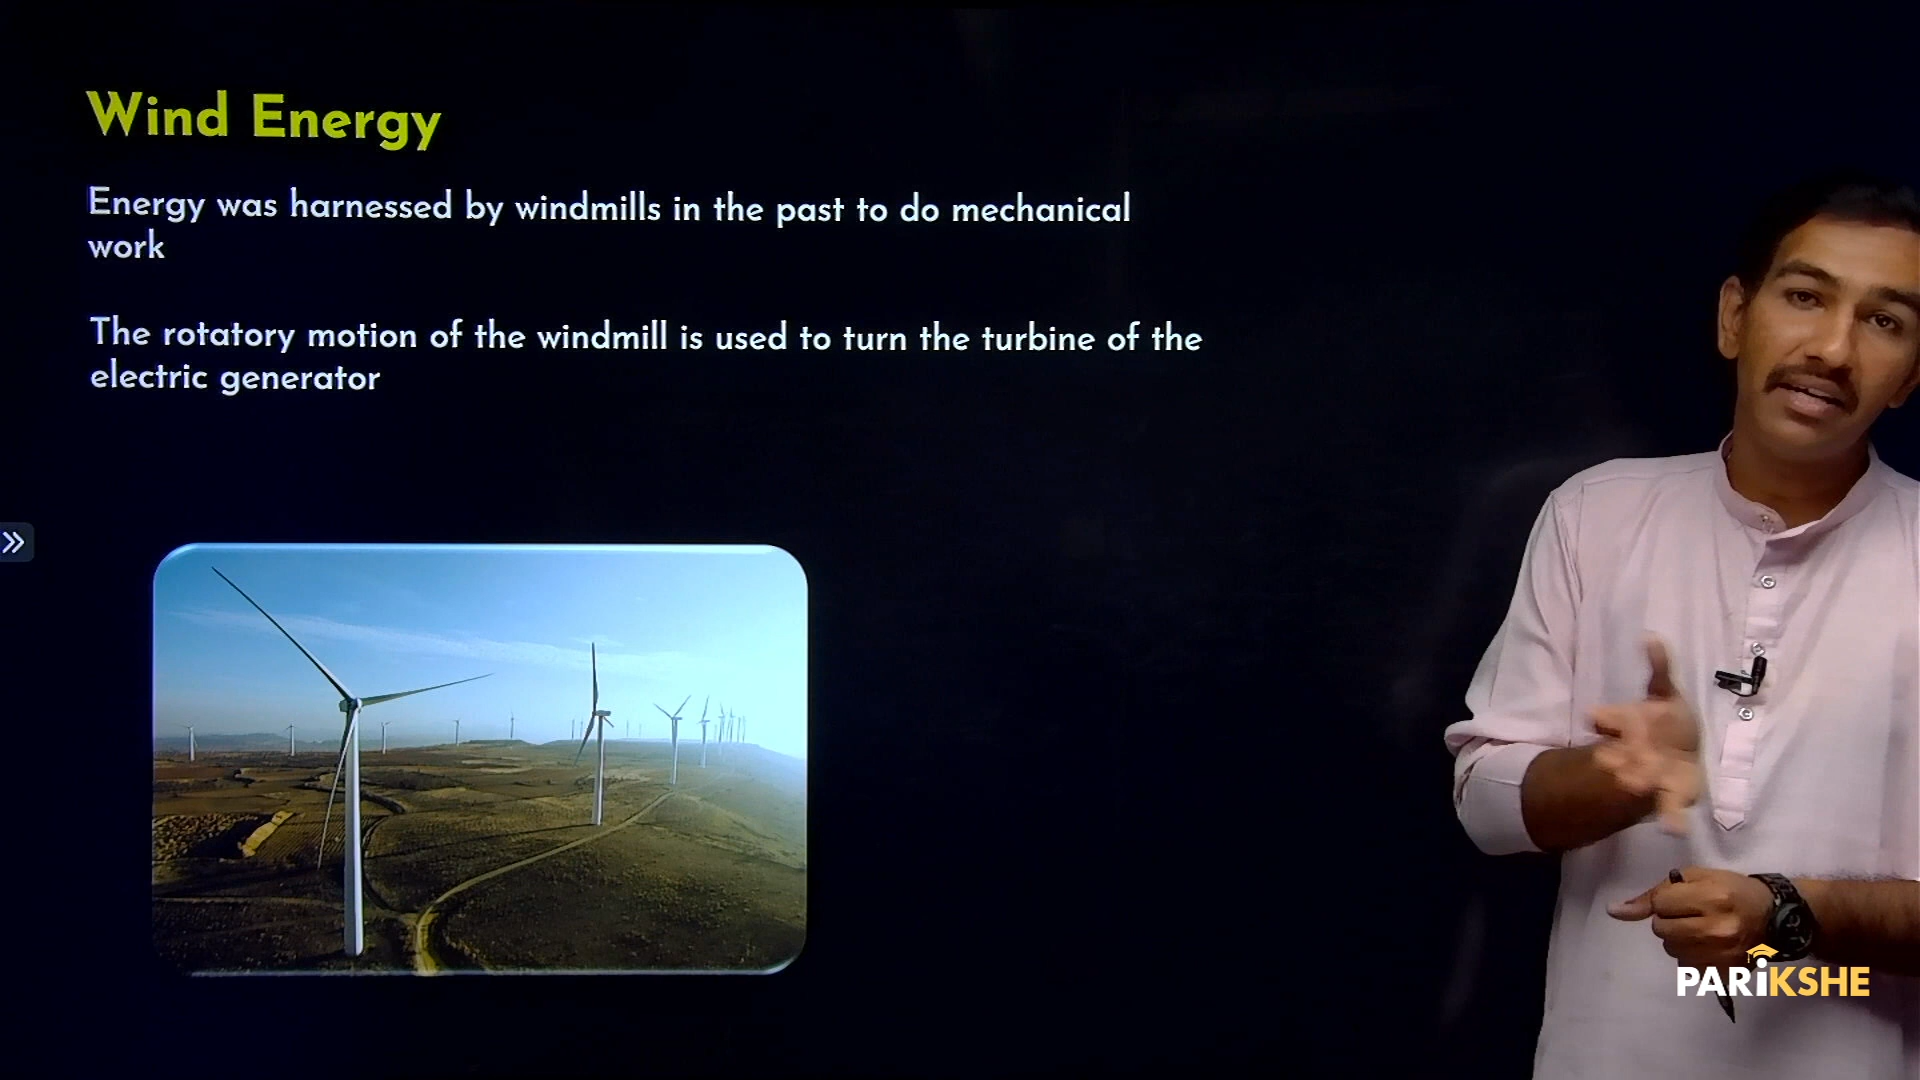 Wind Energy
Energy was harnessed by windmills in the past to do mechanical
work
The rotatory motion of the windmill is used to turn the turbine of the
electric generator
PARiKSHE